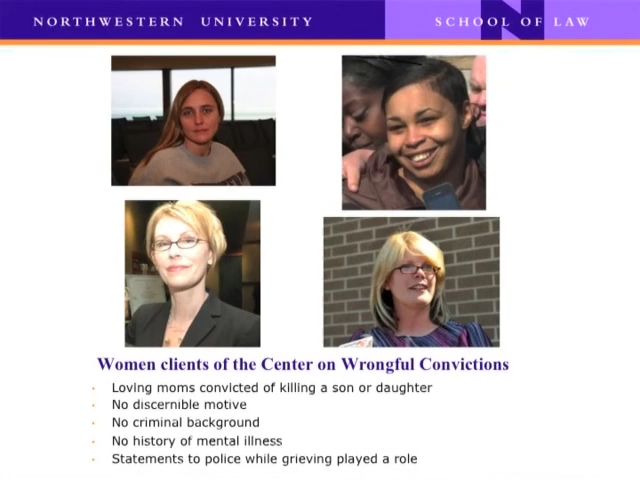 NORTHWESTERN UNIVERSITY
SCHOOL OF LAW
N
Women clients of the Center on Wrongful Convictions
Loving moms convicted of killing a son or daughter
No discernible motive
No criminal background
No history of mental illness
Statements to police while grieving played a role